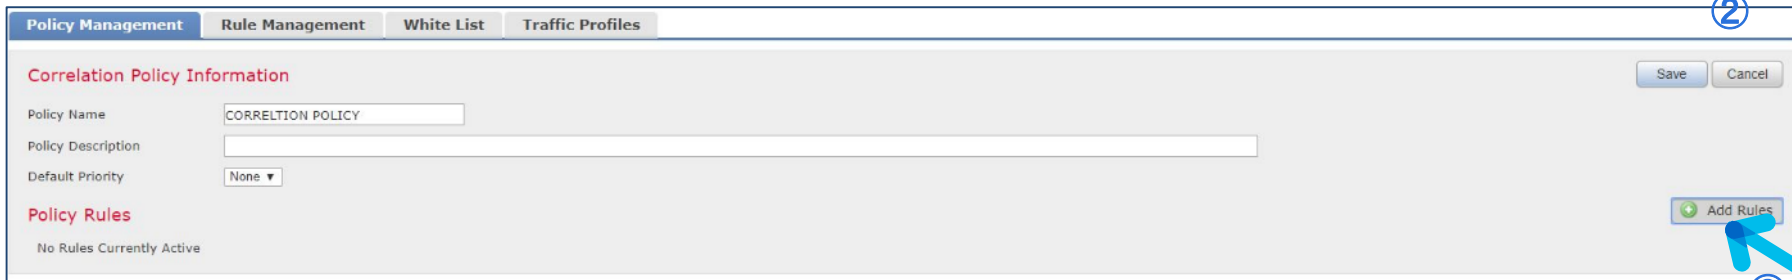 ②
Policy Management Rule Management White List Traffic Profiles
Correlation Policy Information Save Cancel
Policy Name CORRELTION POLICY
Policy Description
Default Priority None ▼
Policy Rules Add Rules
No Rules Currently Active